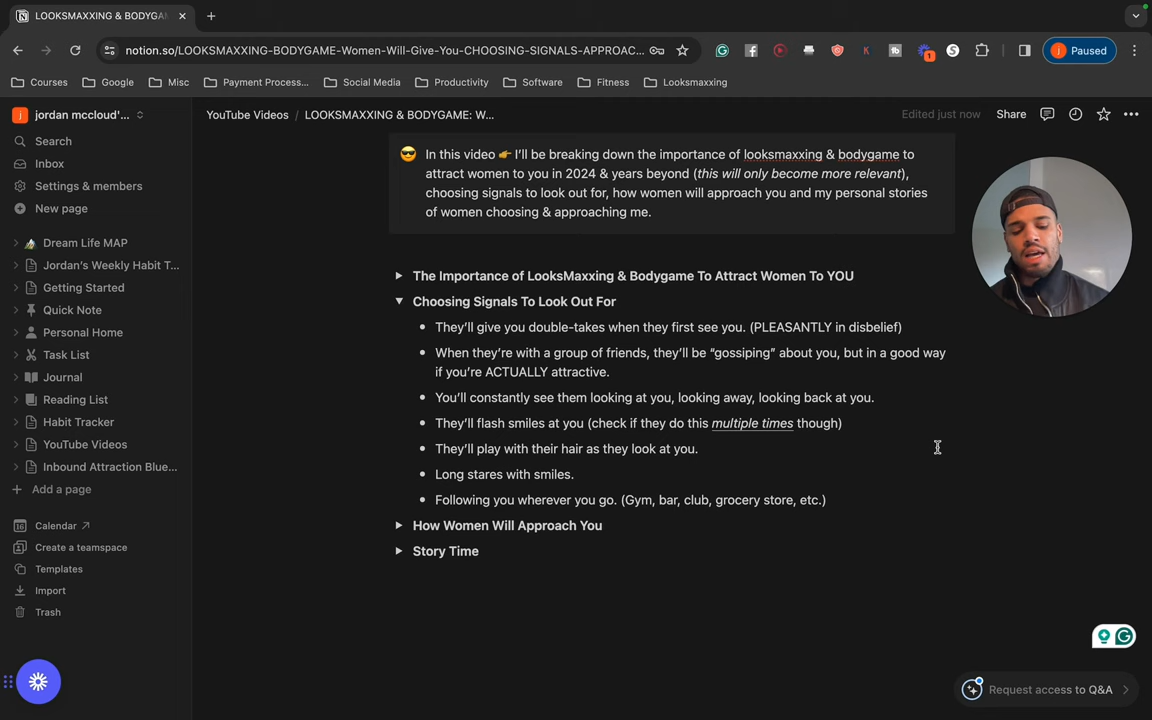 LOOKSMAXXING & BODYGA
notion.so/LOOKSMAXXING-BODYGAME-Women-Will-Give-You-CHOOSING-SIGNALS-APPROAC...
1
S
K
tb
j
Paused
Courses
Google
Misc
Payment Process...
Social Media
Productivity
Software
Fitness
Looksmaxxing
j
jordan mccloud'...
YouTube Videos / LOOKSMAXXING & BODYGAME: W...
Edited just now
Share
Search
Inbox
Settings & members
New page
Dream Life MAP
Jordan's Weekly Habit T...
Getting Started
Quick Note
Personal Home
Task List
Journal
Reading List
Habit Tracker
YouTube Videos
Inbound Attraction Blue...
Add a page
16
Calendar ↗
Create a teamspace
Templates
Import
Trash
😎 In this video 👉 I'll be breaking down the importance of looksmaxxing & bodygame to
attract women to you in 2024 & years beyond (this will only become more relevant),
choosing signals to look out for, how women will approach you and my personal stories
of women choosing & approaching me.
The Importance of LooksMaxxing & Bodygame To Attract Women To YOU
Choosing Signals To Look Out For
• They'll give you double-takes when they first see you. (PLEASANTLY in disbelief)
• When they're with a group of friends, they'll be "gossiping" about you, but in a good way
if you're ACTUALLY attractive.
• You'll constantly see them looking at you, looking away, looking back at you.
• They'll flash smiles at you (check if they do this multiple times though)
• They'll play with their hair as they look at you.
• Long stares with smiles.
• Following you wherever you go. (Gym, bar, club, grocery store, etc.)
How Women Will Approach You
Story Time
Request access to Q&A